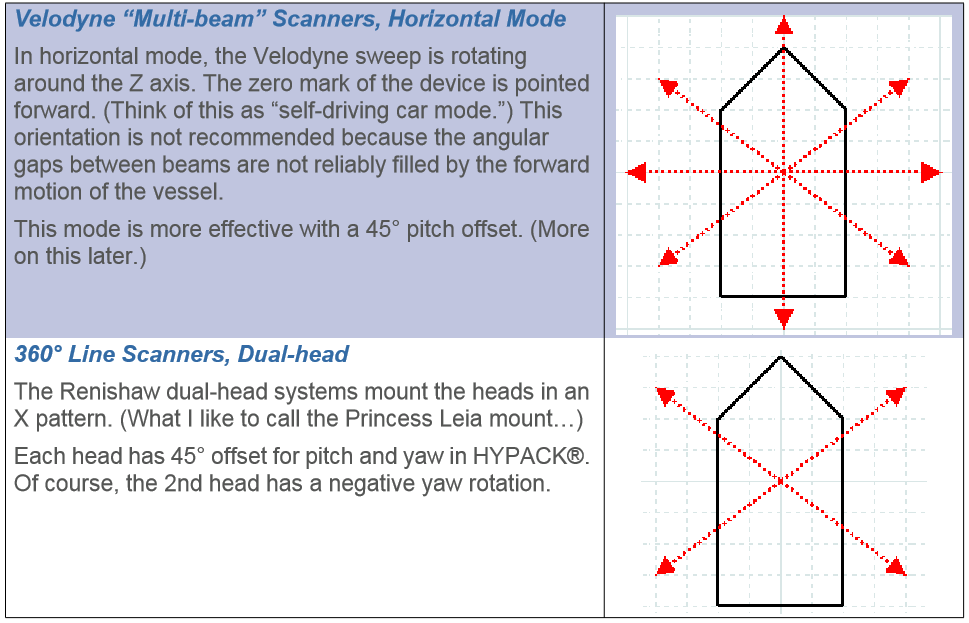 Velodyne “Multi-beam” Scanners, Horizontal Mode
In horizontal mode, the Velodyne sweep is rotating
around the Z axis. The zero mark of the device is pointed
forward. (Think of this as “self-driving car mode.”) This
orientation is not recommended because the angular
gaps between beams are not reliably filled by the forward
motion of the vessel.
This mode is more effective with a 45° pitch offset. (More
on this later.)
360° Line Scanners, Dual-head
The Renishaw dual-head systems mount the heads in an
X pattern. (What I like to call the Princess Leia mount…)
Each head has 45° offset for pitch and yaw in HYPACK®.
Of course, the 2nd head has a negative yaw rotation.